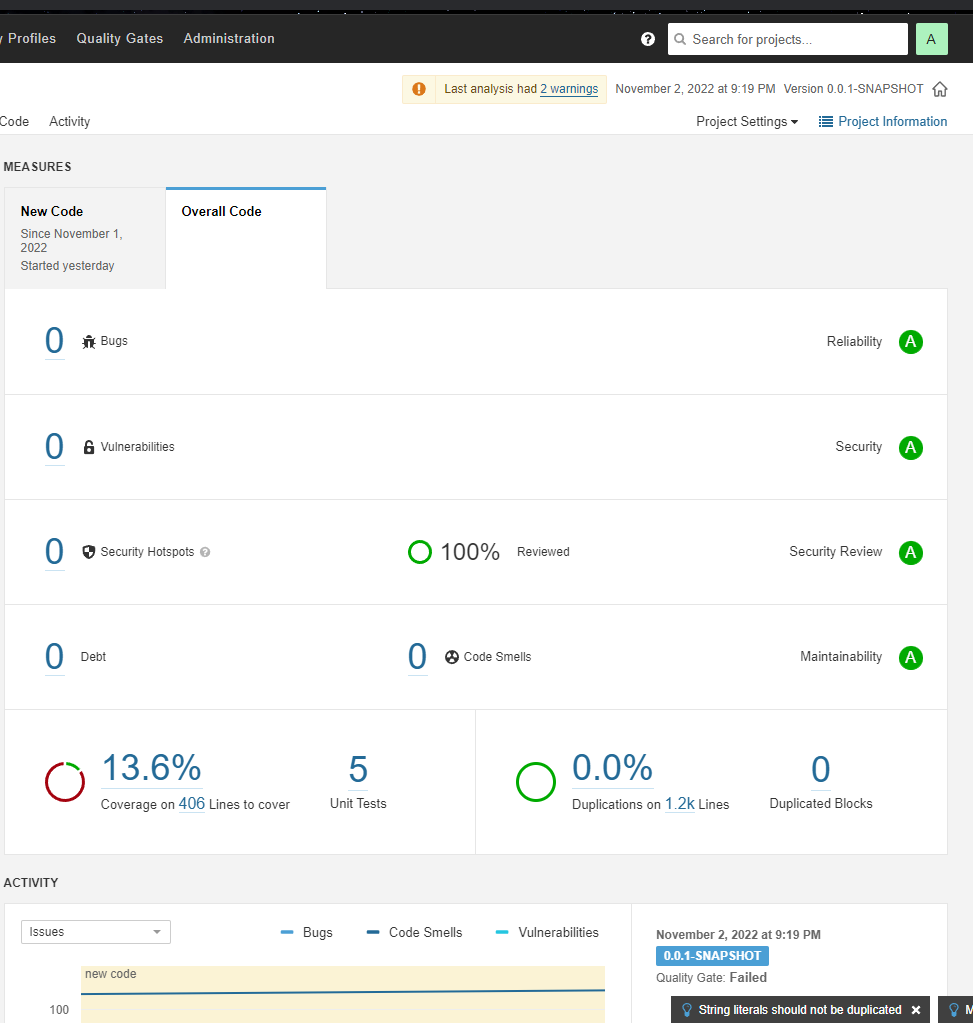 Profiles Quality Gates Administration ? Search for projects... A
Last analysis had 2 warnings November 2, 2022 at 9:19 PM Version 0.0.1-SNAPSHOT
Code Activity Project Settings Project Information
MEASURES
New Code
Since November 1,
2022
Started yesterday
Overall Code
0 Bugs Reliability A
0 Vulnerabilities Security A
0 Security Hotspots ? 100% Reviewed Security Review A
0 Debt 0 Code Smells Maintainability A
13.6%
Coverage on 406 Lines to cover
5
Unit Tests
0.0%
Duplications on 1.2k Lines
0
Duplicated Blocks
ACTIVITY
Issues Bugs Code Smells Vulnerabilities
new code
100
November 2, 2022 at 9:19 PM
0.0.1-SNAPSHOT
Quality Gate: Failed
String literals should not be duplicated